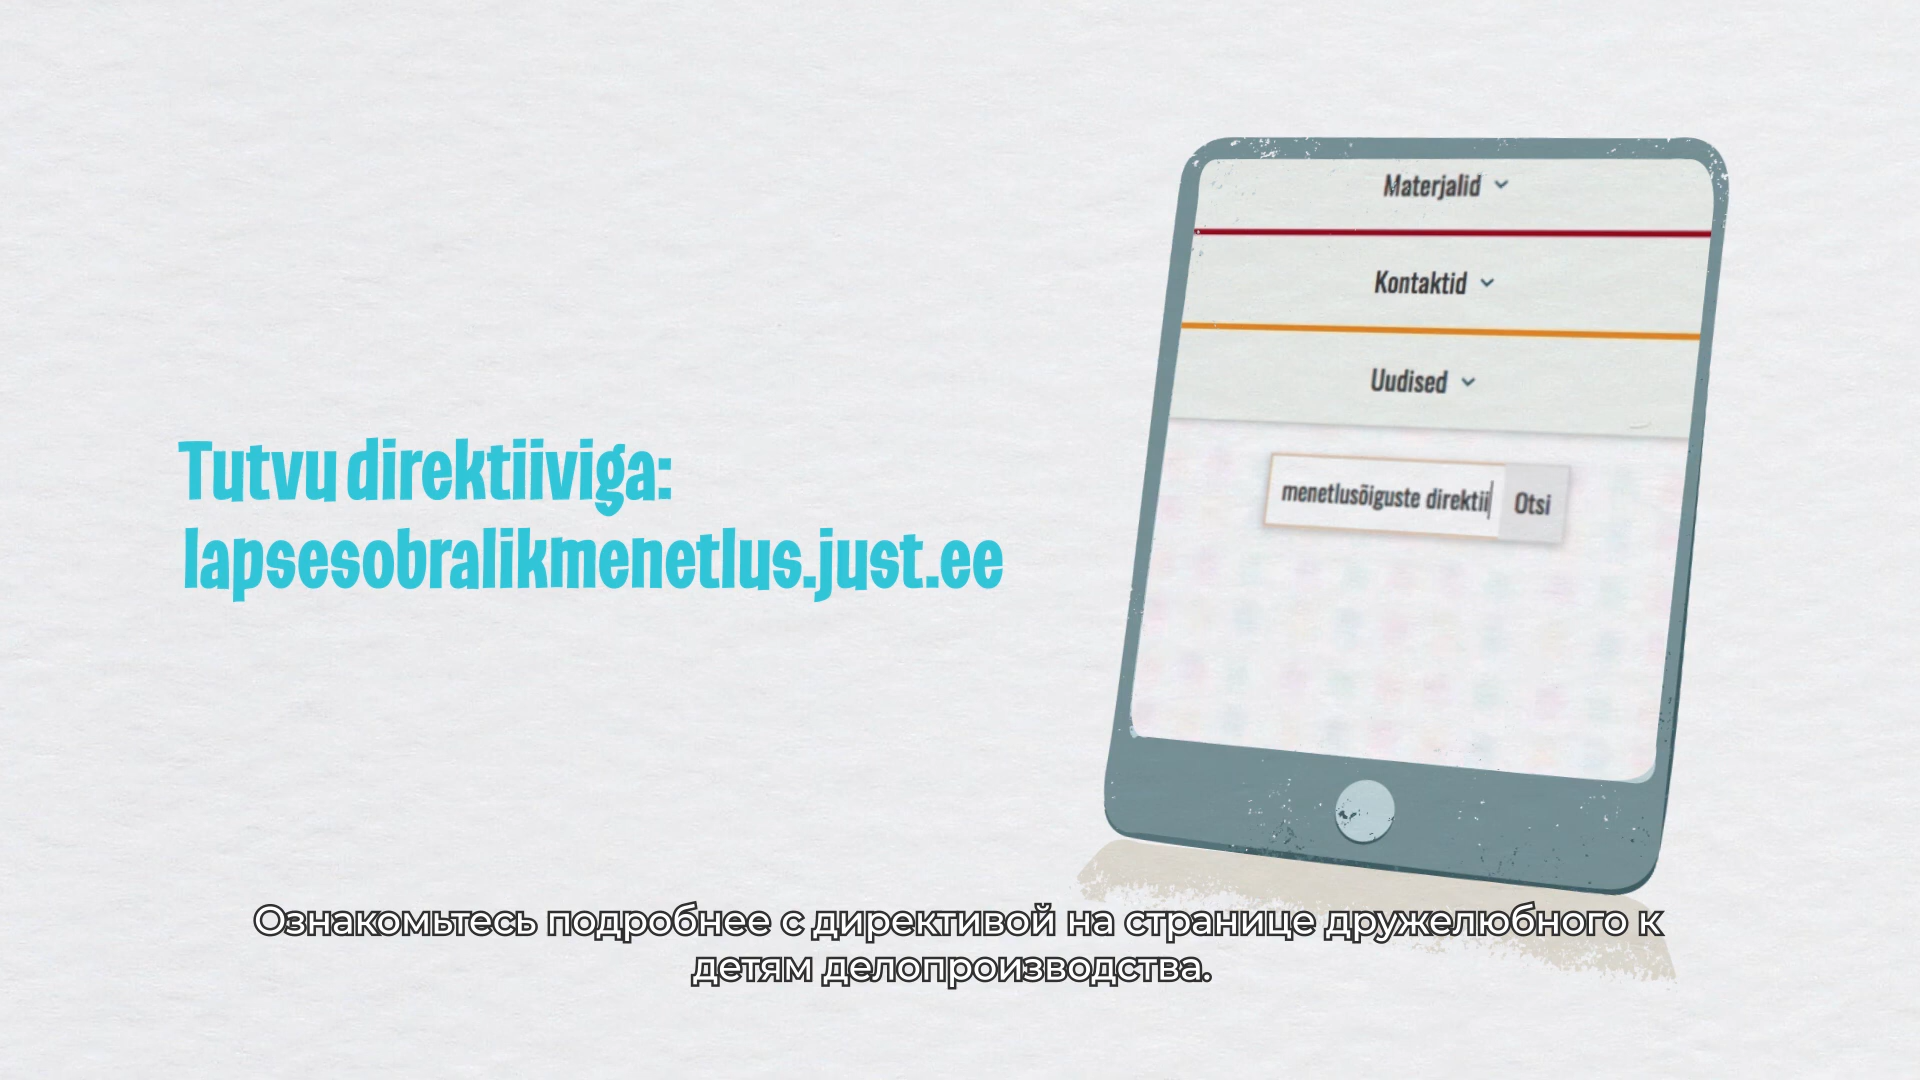 Materjalid
Kontaktid
Uudised
menetlusõiguste direktii
Otsi
Tutvu direktiiviga:
lapsesobralikmenetlus.just.ee
Ознакомьтесь подробнее с директивой на странице дружелюбного к
детям делопроизводства.